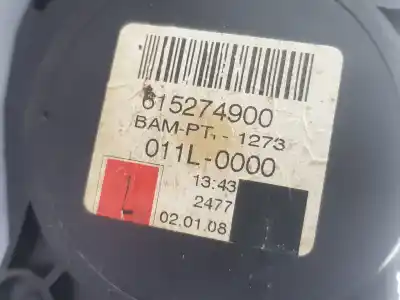 615274900
BAM-PT, - 1273
011L-0000
13:43
2477
L
02.01.08